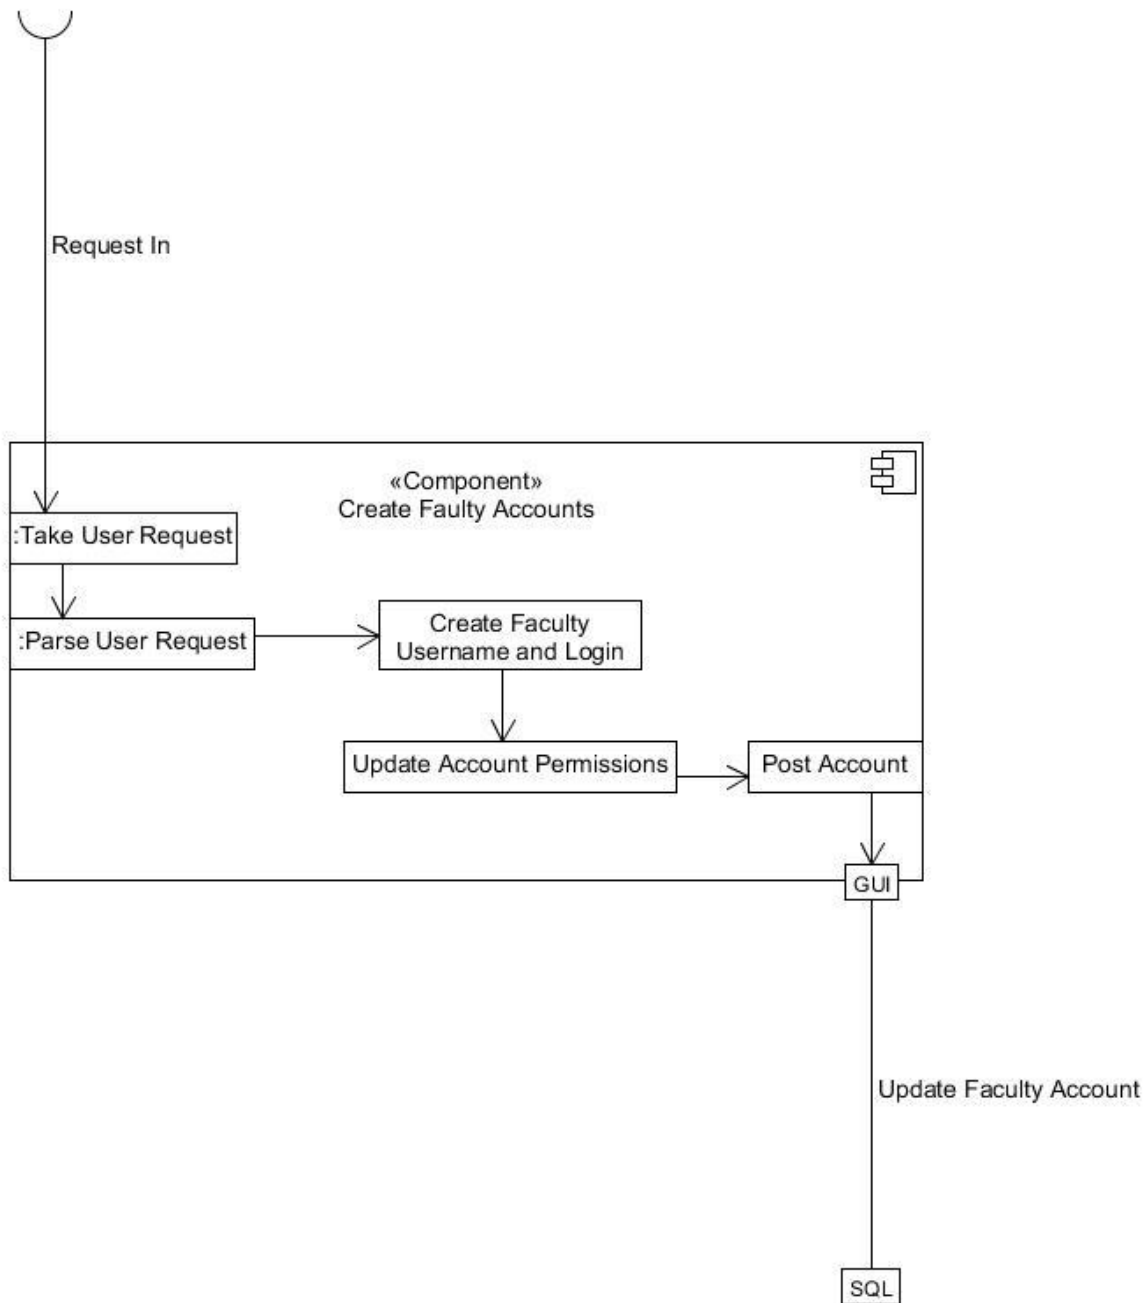 Request In
«Component»
Create Faulty Accounts
:Take User Request
:Parse User Request
Create Faculty
Username and Login
Update Account Permissions
Post Account
GUI
Update Faculty Account
SQL